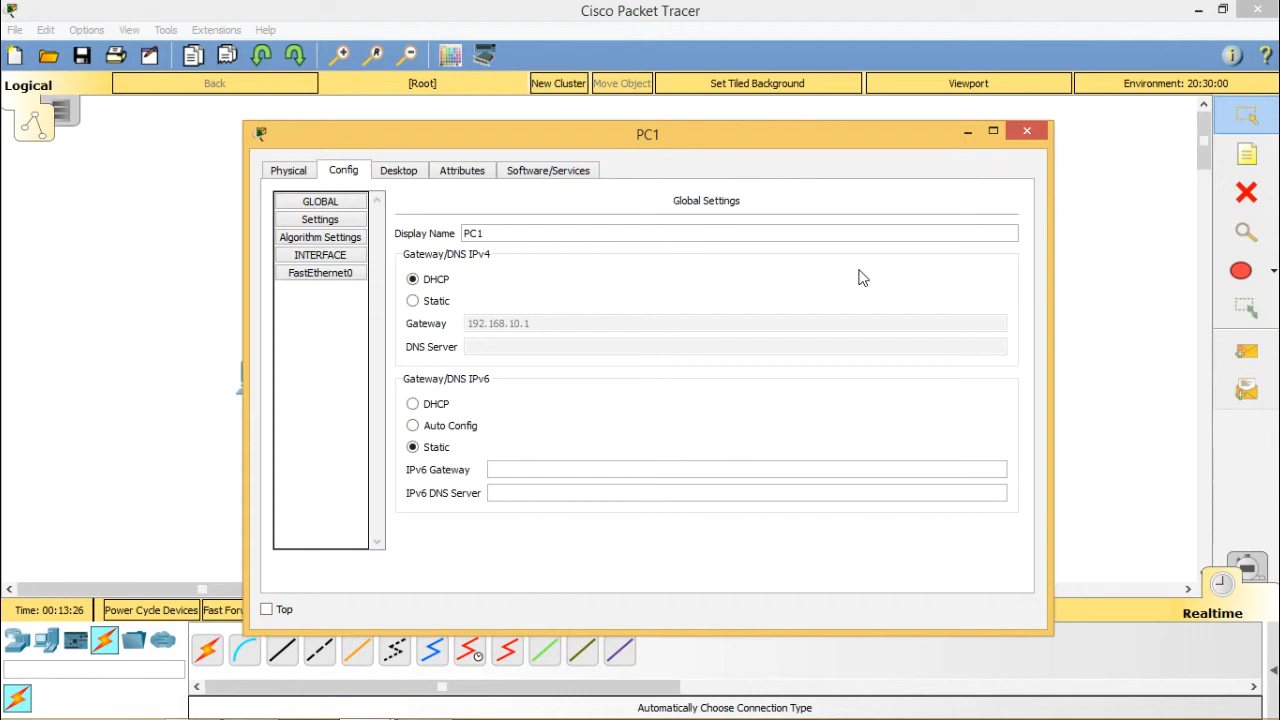 Cisco Packet Tracer
File Edit Options View Tools Extensions Help
Logical Back [Root] New Cluster Move Object Set Tiled Background Viewport Environment: 20:30:00
PC1
Physical Config Desktop Attributes Software/Services
GLOBAL
Settings
Algorithm Settings
INTERFACE
FastEthernet0
Global Settings
Display Name PC1
Gateway/DNS IPv4
DHCP
Static
Gateway 192.168.10.1
DNS Server
Gateway/DNS IPv6
DHCP
Auto Config
Static
IPv6 Gateway
IPv6 DNS Server
Top
Time: 00:13:26 Power Cycle Devices Fast For
Realtime
Automatically Choose Connection Type